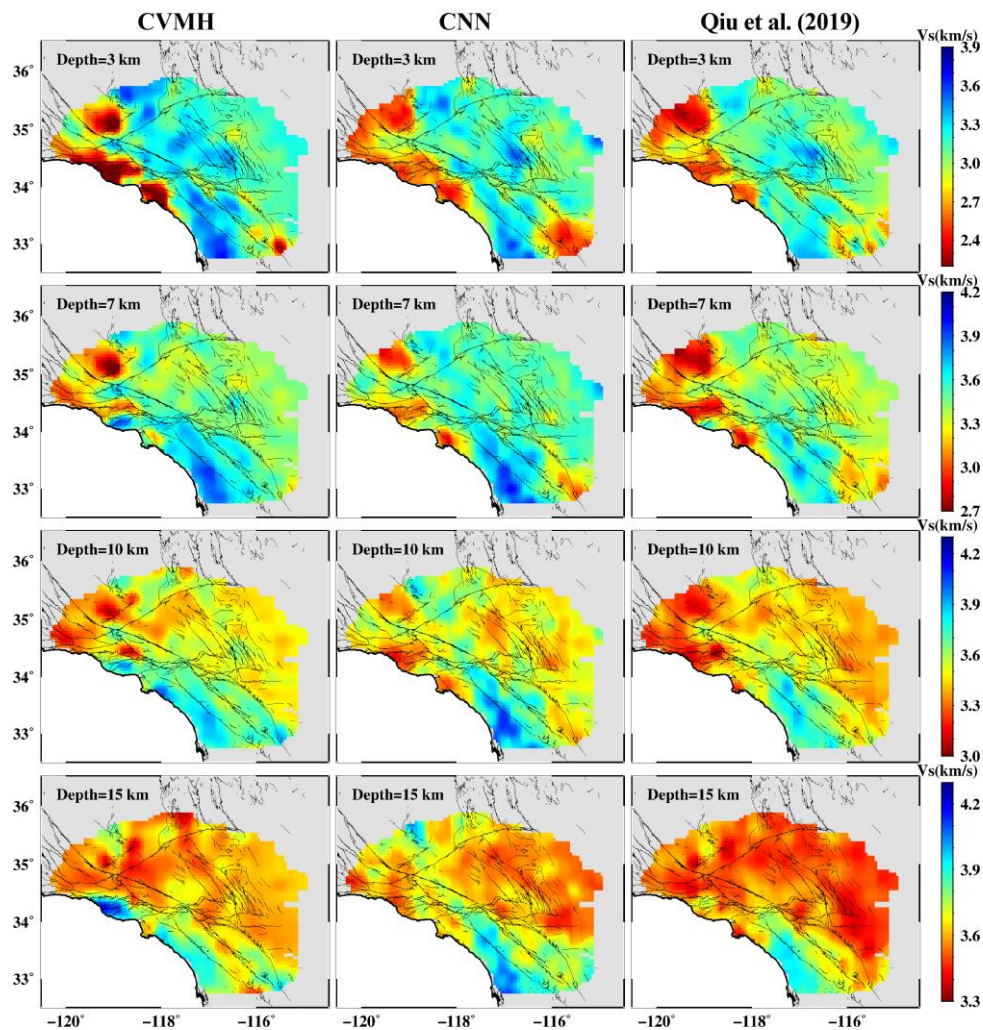 CVMH CNN Qiu et al. (2019)
Vs(km/s)
Depth=3 km Depth=3 km Depth=3 km
36° 35° 34° 33°
3.9 3.6 3.3 3.0 2.7 2.4
Vs(km/s)
Depth=7 km Depth=7 km Depth=7 km
36° 35° 34° 33°
4.2 3.9 3.6 3.3 3.0 2.7
Vs(km/s)
Depth=10 km Depth=10 km Depth=10 km
36° 35° 34° 33°
4.2 3.9 3.6 3.3 3.0
Vs(km/s)
Depth=15 km Depth=15 km Depth=15 km
36° 35° 34° 33°
4.2 3.9 3.6 3.3
−120° −118° −116° −120° −118° −116° −120° −118° −116°